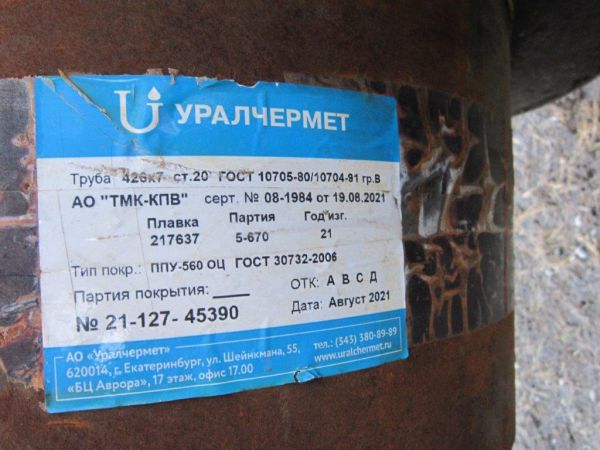 УРАЛЧЕРМЕТ
Труба 426х7 ст.20 ГОСТ 10705-80/10704-91 гр.В
АО "ТМК-КПВ" серт. № 08-1984 от 19.08.2021
Плавка Партия Год изг.
217637 5-670 21
Тип покр.: ППУ-560 ОЦ ГОСТ 30732-2006
Партия покрытия: ____ ОТК: А В С Д
№ 21-127- 45390 Дата: Август 2021
АО «Уралчермет» тел.: (343) 380-89-89
620014, г. Екатеринбург, ул. Шейнкмана, 55, www.uralchermet.ru
«БЦ Аврора», 17 этаж, офис 17.00